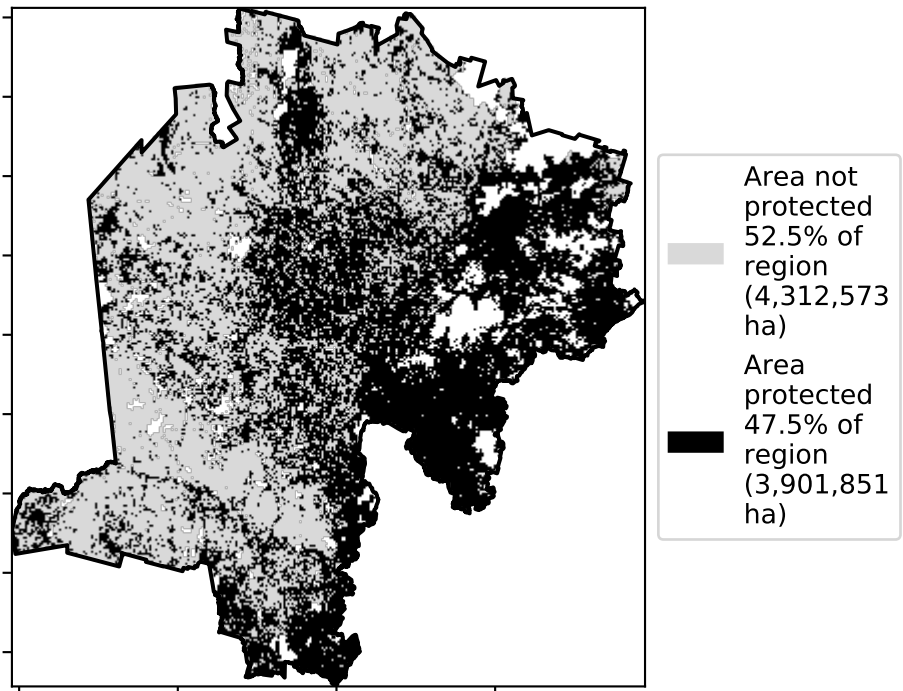 Area not
protected
52.5% of
region
(4,312,573
ha)
Area
protected
47.5% of
region
(3,901,851
ha)